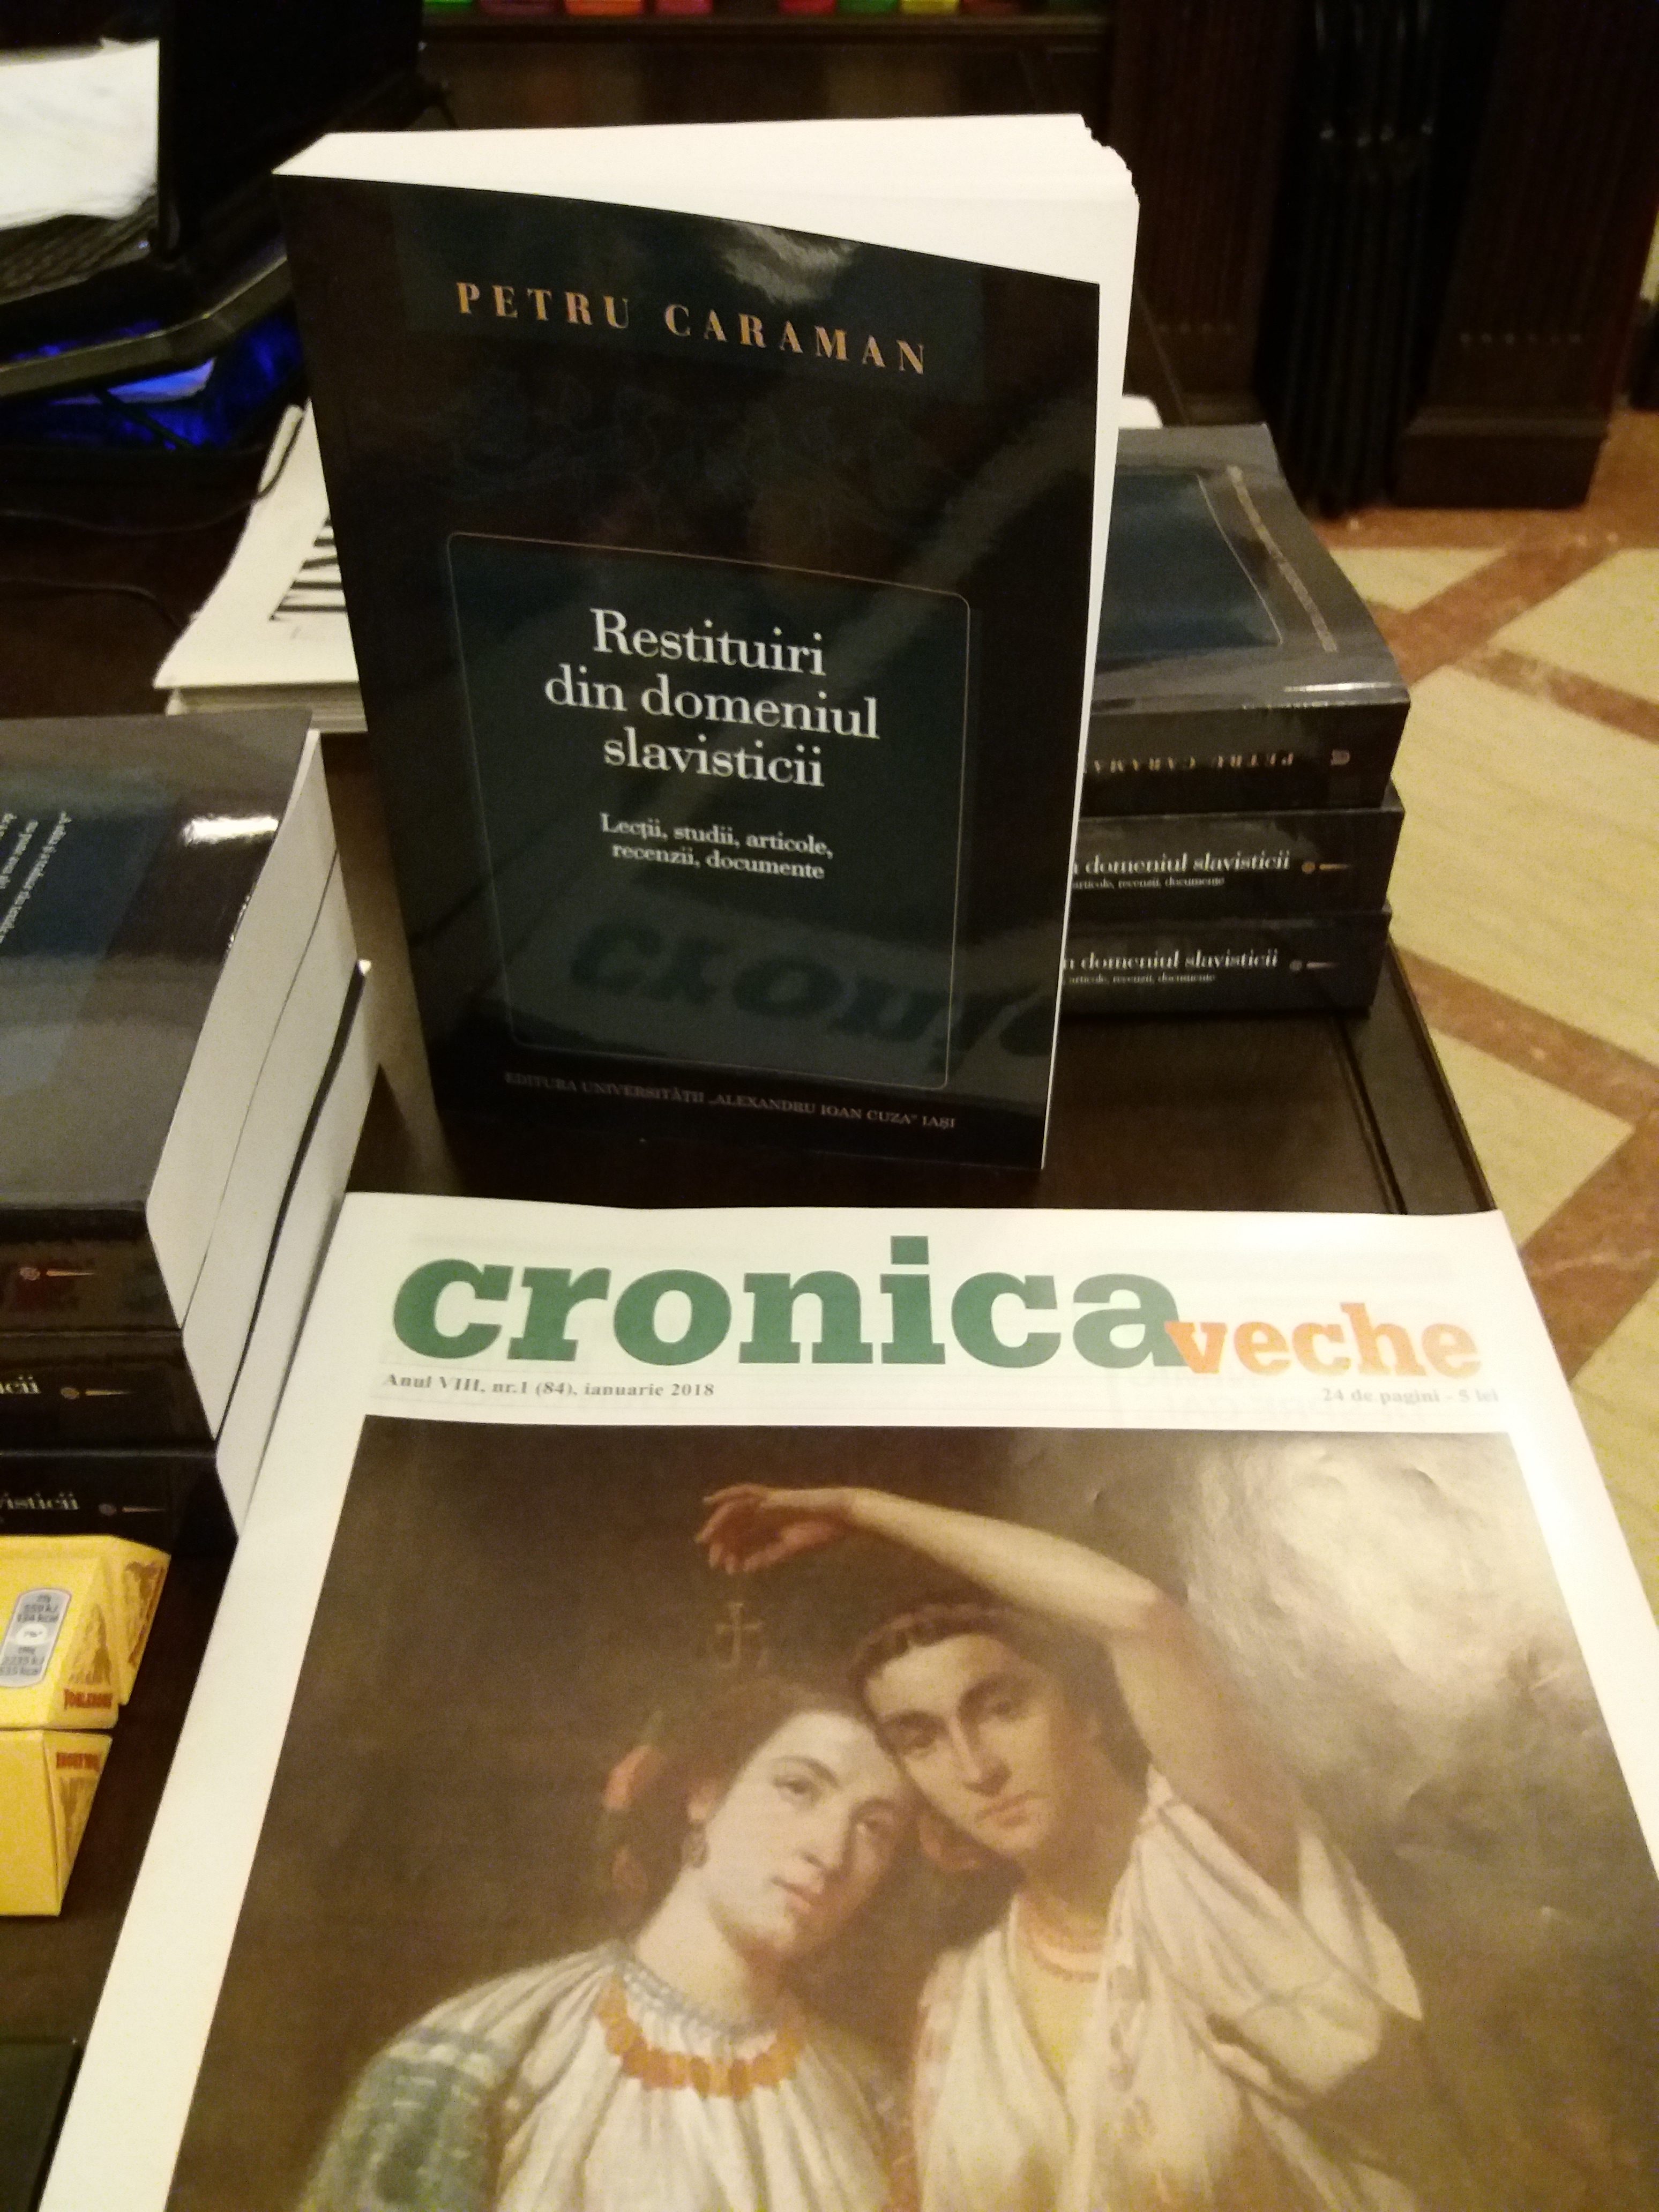 PETRU CARAMAN
Restituiri
din domeniul
slavisticii
Lecții, studii, articole,
recenzii, documente
EDITURA UNIVERSITĂȚII „ALEXANDRU IOAN CUZA” IAȘI
PETRU CARAMAN
domeniul slavisticii
articole, recenzii, documente
domeniul slavisticii
articole, recenzii, documente
cronica
veche
Anul VIII, nr.1 (84), ianuarie 2018
24 de pagini - 5 lei
TOBLERONE
TOBLERONE